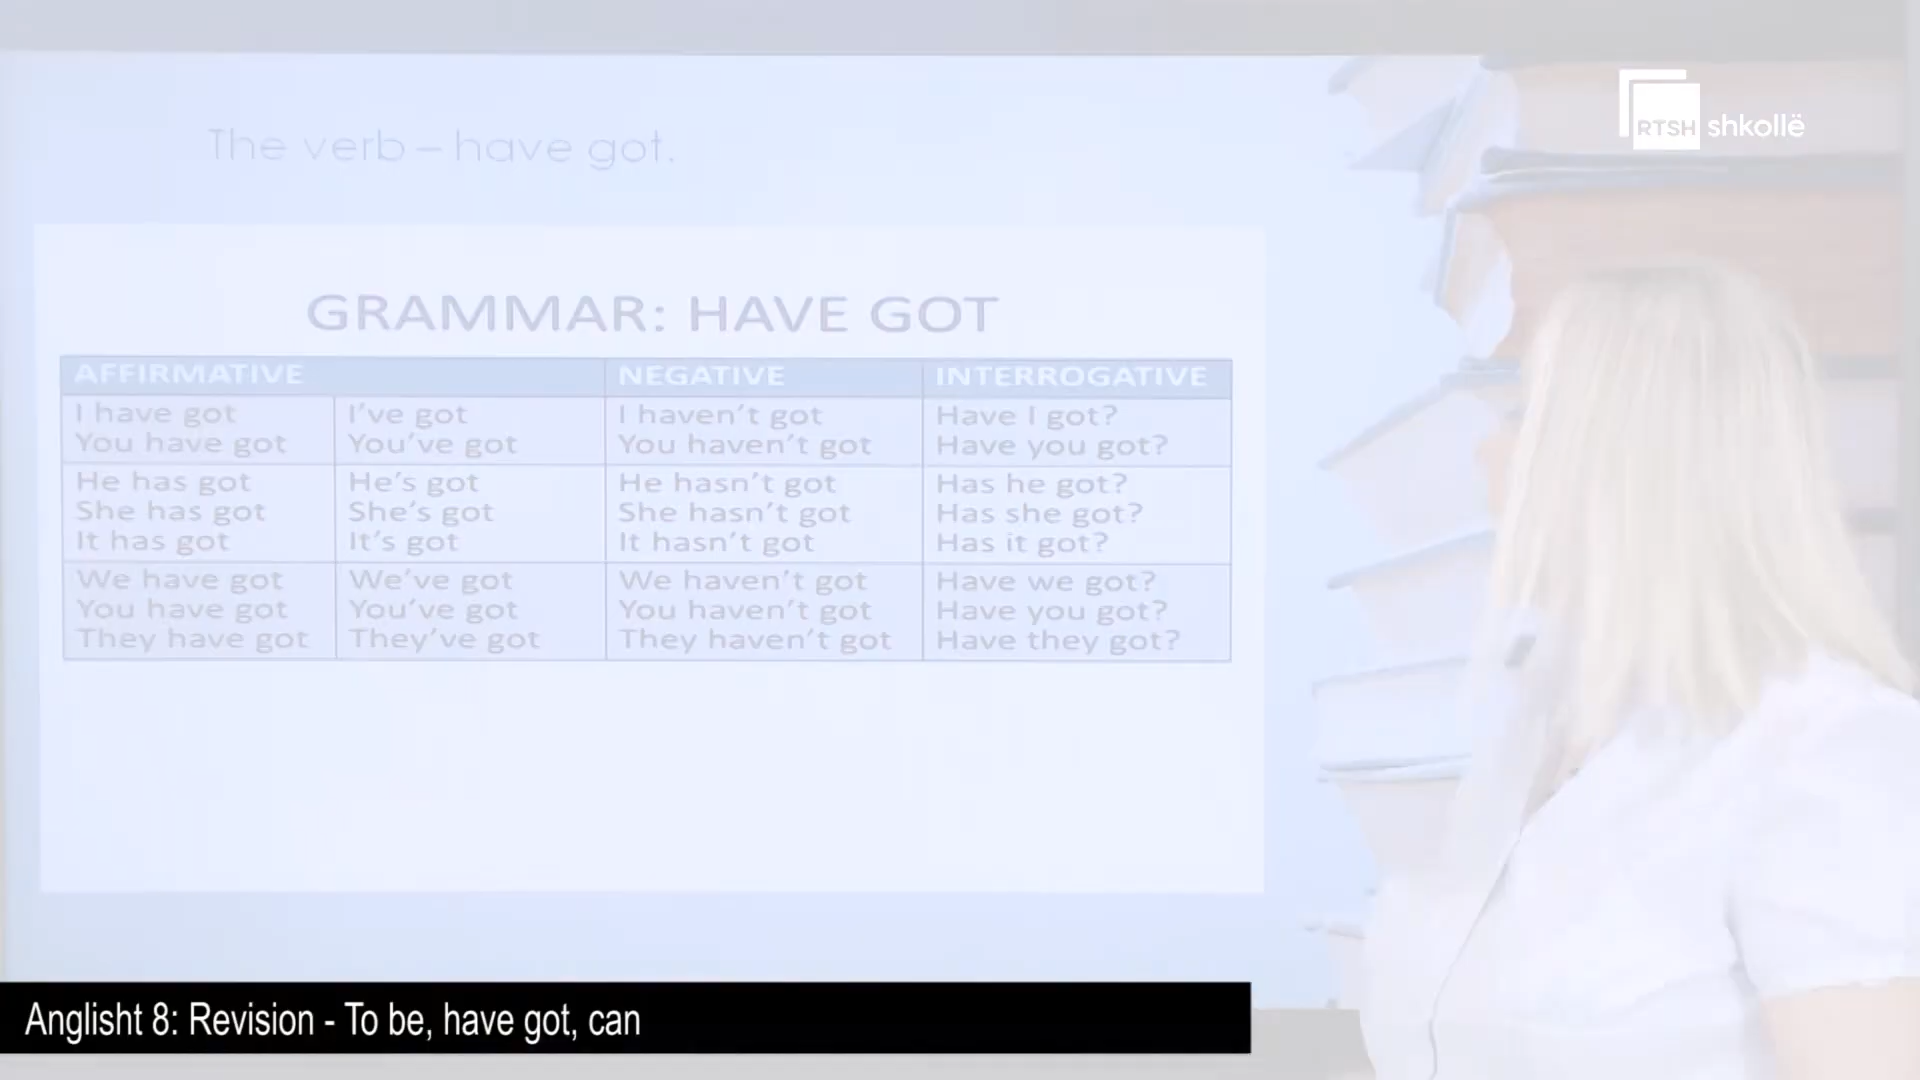 RTSH shkollë
The verb – have got.
GRAMMAR: HAVE GOT
AFFIRMATIVE NEGATIVE INTERROGATIVE
I have got I've got I haven't got Have I got?
You have got You've got You haven't got Have you got?
He has got He's got He hasn't got Has he got?
She has got She's got She hasn't got Has she got?
It has got It's got It hasn't got Has it got?
We have got We've got We haven't got Have we got?
You have got You've got You haven't got Have you got?
They have got They've got They haven't got Have they got?
Anglisht 8: Revision - To be, have got, can